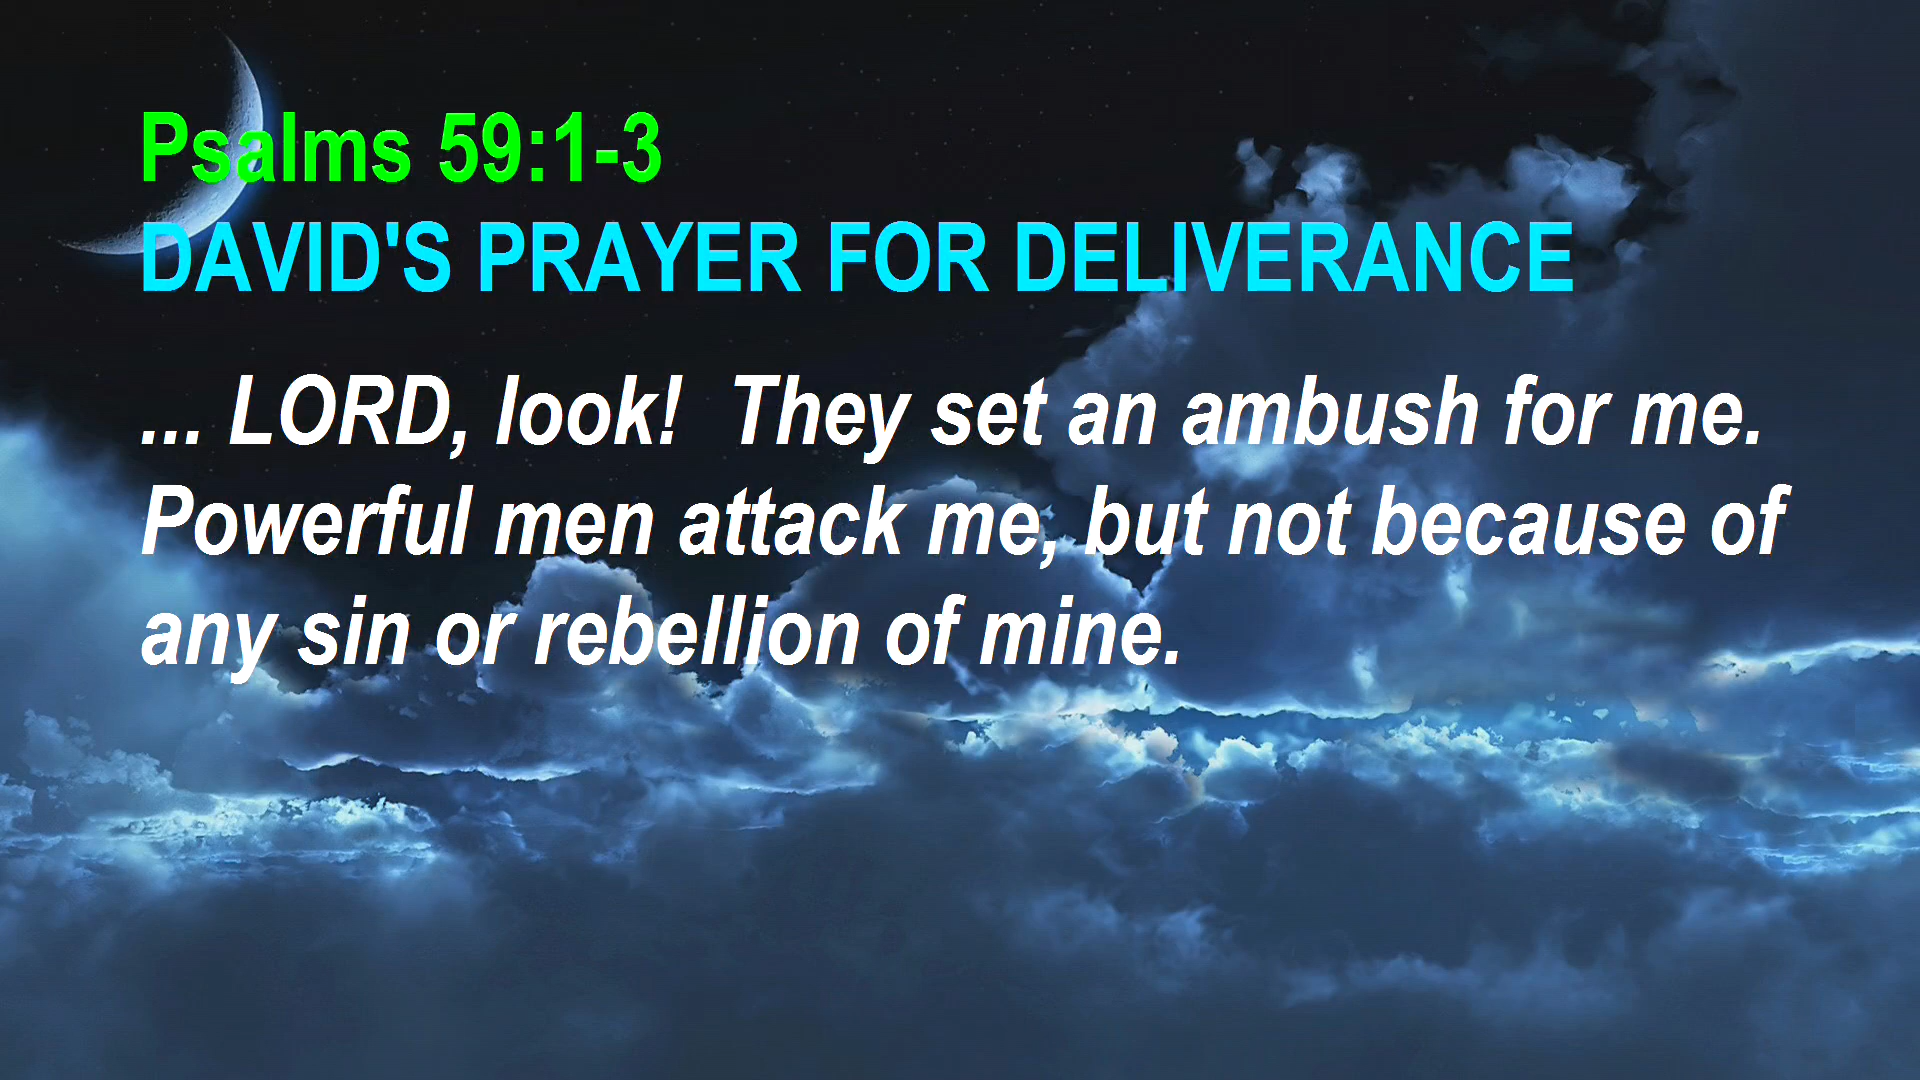 Psalms 59:1-3
DAVID'S PRAYER FOR DELIVERANCE
... LORD, look!  They set an ambush for me.
Powerful men attack me, but not because of
any sin or rebellion of mine.